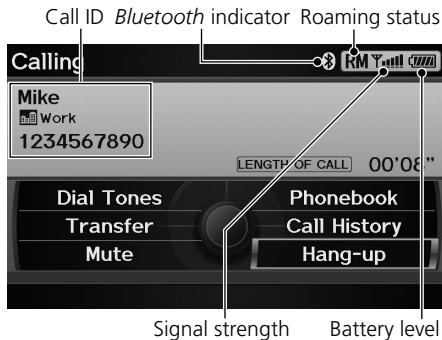 Call ID Bluetooth indicator Roaming status
Calling RM
Mike
Work
1234567890
LENGTH OF CALL 00'08"
Dial Tones Phonebook
Transfer Call History
Mute Hang-up
Signal strength Battery level